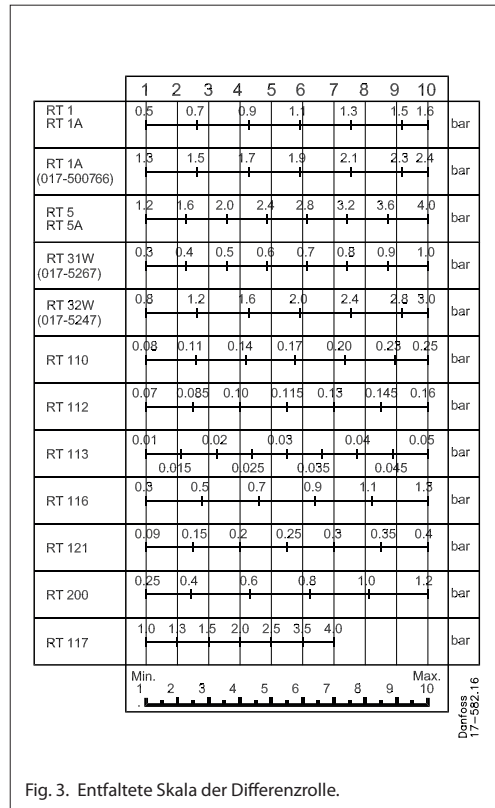 1 2 3 4 5 6 7 8 9 10
RT 1
RT 1A
0.5 0.7 0.9 1.1 1.3 1.5 1.6
bar
RT 1A
(017-500766)
1.3 1.5 1.7 1.9 2.1 2.3 2.4
bar
RT 5
RT 5A
1.2 1.6 2.0 2.4 2.8 3.2 3.6 4.0
bar
RT 31W
(017-5267)
0.3 0.4 0.5 0.6 0.7 0.8 0.9 1.0
bar
RT 32W
(017-5247)
0.8 1.2 1.6 2.0 2.4 2.8 3.0
bar
RT 110
0.08 0.11 0.14 0.17 0.20 0.23 0.25
bar
RT 112
0.07 0.085 0.10 0.115 0.13 0.145 0.16
bar
RT 113
0.01 0.02 0.03 0.04 0.05
0.015 0.025 0.035 0.045
bar
RT 116
0.3 0.5 0.7 0.9 1.1 1.3
bar
RT 121
0.09 0.15 0.2 0.25 0.3 0.35 0.4
bar
RT 200
0.25 0.4 0.6 0.8 1.0 1.2
bar
RT 117
1.0 1.3 1.5 2.0 2.5 3.5 4.0
bar
Min. Max.
1 2 3 4 5 6 7 8 9 10
Danfoss
17-582.16
Fig. 3. Entfaltete Skala der Differenzrolle.